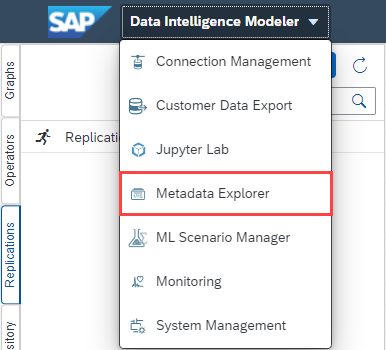 SAP
Data Intelligence Modeler
Graphs
Operators
Replications
sitory
Replicatio
Connection Management
Customer Data Export
Jupyter Lab
Metadata Explorer
ML Scenario Manager
Monitoring
System Management